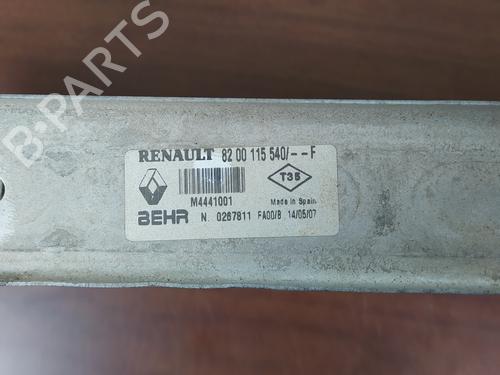 B-PARTS
RENAULT 82 00 115 540/--F
M4441001
T35
Made in Spain
BEHR N. 0267811 FA00/B 14/05/07